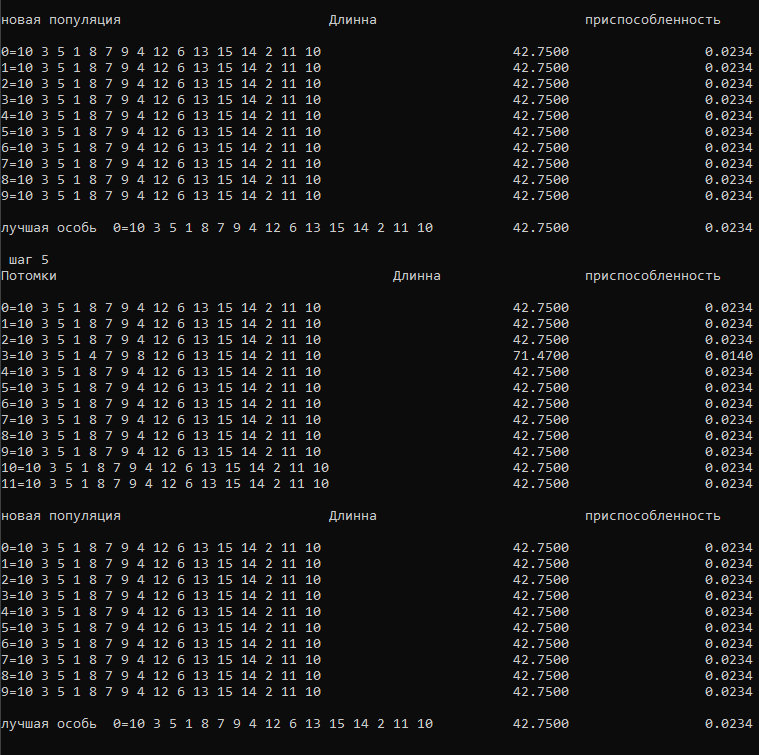 новая популяция Длинна приспособленность
0=10 3 5 1 8 7 9 4 12 6 13 15 14 2 11 10 42.7500 0.0234
1=10 3 5 1 8 7 9 4 12 6 13 15 14 2 11 10 42.7500 0.0234
2=10 3 5 1 8 7 9 4 12 6 13 15 14 2 11 10 42.7500 0.0234
3=10 3 5 1 8 7 9 4 12 6 13 15 14 2 11 10 42.7500 0.0234
4=10 3 5 1 8 7 9 4 12 6 13 15 14 2 11 10 42.7500 0.0234
5=10 3 5 1 8 7 9 4 12 6 13 15 14 2 11 10 42.7500 0.0234
6=10 3 5 1 8 7 9 4 12 6 13 15 14 2 11 10 42.7500 0.0234
7=10 3 5 1 8 7 9 4 12 6 13 15 14 2 11 10 42.7500 0.0234
8=10 3 5 1 8 7 9 4 12 6 13 15 14 2 11 10 42.7500 0.0234
9=10 3 5 1 8 7 9 4 12 6 13 15 14 2 11 10 42.7500 0.0234
лучшая особь 0=10 3 5 1 8 7 9 4 12 6 13 15 14 2 11 10 42.7500 0.0234
шаг 5
Потомки Длинна приспособленность
0=10 3 5 1 8 7 9 4 12 6 13 15 14 2 11 10 42.7500 0.0234
1=10 3 5 1 8 7 9 4 12 6 13 15 14 2 11 10 42.7500 0.0234
2=10 3 5 1 8 7 9 4 12 6 13 15 14 2 11 10 42.7500 0.0234
3=10 3 5 1 4 7 9 8 12 6 13 15 14 2 11 10 71.4700 0.0140
4=10 3 5 1 8 7 9 4 12 6 13 15 14 2 11 10 42.7500 0.0234
5=10 3 5 1 8 7 9 4 12 6 13 15 14 2 11 10 42.7500 0.0234
6=10 3 5 1 8 7 9 4 12 6 13 15 14 2 11 10 42.7500 0.0234
7=10 3 5 1 8 7 9 4 12 6 13 15 14 2 11 10 42.7500 0.0234
8=10 3 5 1 8 7 9 4 12 6 13 15 14 2 11 10 42.7500 0.0234
9=10 3 5 1 8 7 9 4 12 6 13 15 14 2 11 10 42.7500 0.0234
10=10 3 5 1 8 7 9 4 12 6 13 15 14 2 11 10 42.7500 0.0234
11=10 3 5 1 8 7 9 4 12 6 13 15 14 2 11 10 42.7500 0.0234
новая популяция Длинна приспособленность
0=10 3 5 1 8 7 9 4 12 6 13 15 14 2 11 10 42.7500 0.0234
1=10 3 5 1 8 7 9 4 12 6 13 15 14 2 11 10 42.7500 0.0234
2=10 3 5 1 8 7 9 4 12 6 13 15 14 2 11 10 42.7500 0.0234
3=10 3 5 1 8 7 9 4 12 6 13 15 14 2 11 10 42.7500 0.0234
4=10 3 5 1 8 7 9 4 12 6 13 15 14 2 11 10 42.7500 0.0234
5=10 3 5 1 8 7 9 4 12 6 13 15 14 2 11 10 42.7500 0.0234
6=10 3 5 1 8 7 9 4 12 6 13 15 14 2 11 10 42.7500 0.0234
7=10 3 5 1 8 7 9 4 12 6 13 15 14 2 11 10 42.7500 0.0234
8=10 3 5 1 8 7 9 4 12 6 13 15 14 2 11 10 42.7500 0.0234
9=10 3 5 1 8 7 9 4 12 6 13 15 14 2 11 10 42.7500 0.0234
лучшая особь 0=10 3 5 1 8 7 9 4 12 6 13 15 14 2 11 10 42.7500 0.0234